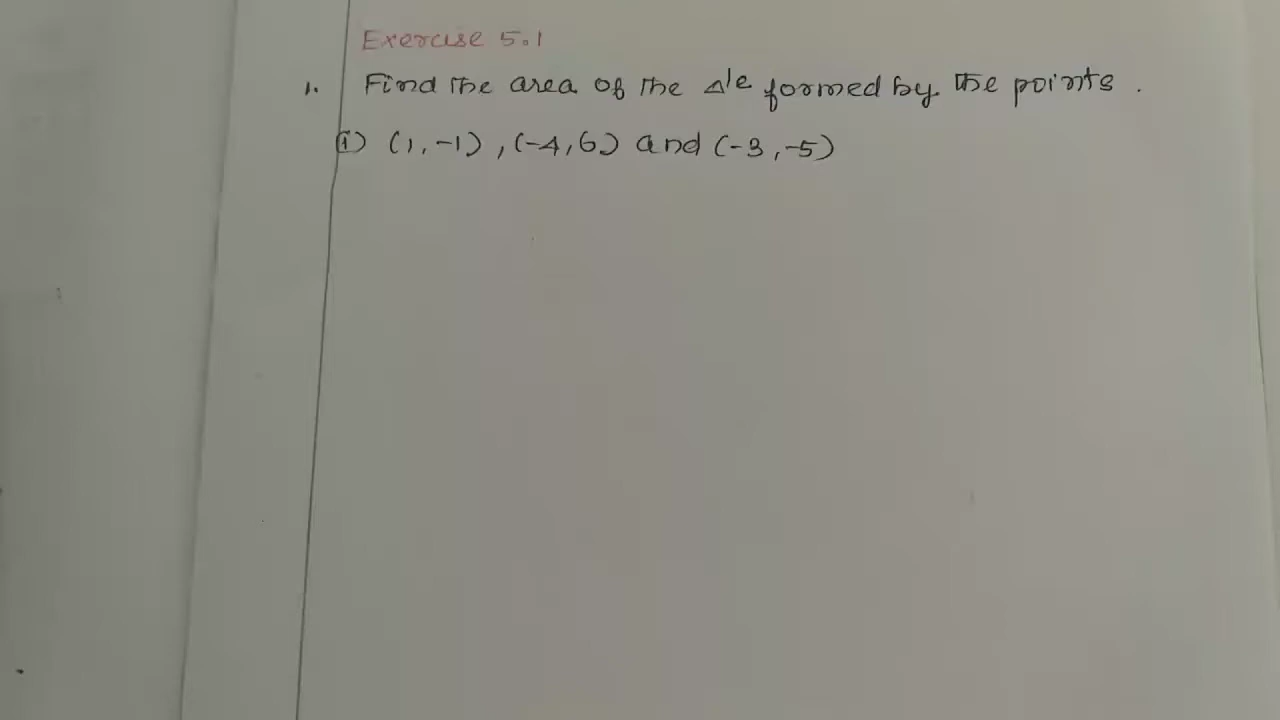 Exercise 5.1
1. Find the area of the Δle formed by the points.
(i) (1,-1), (-4,6) and (-3,-5)